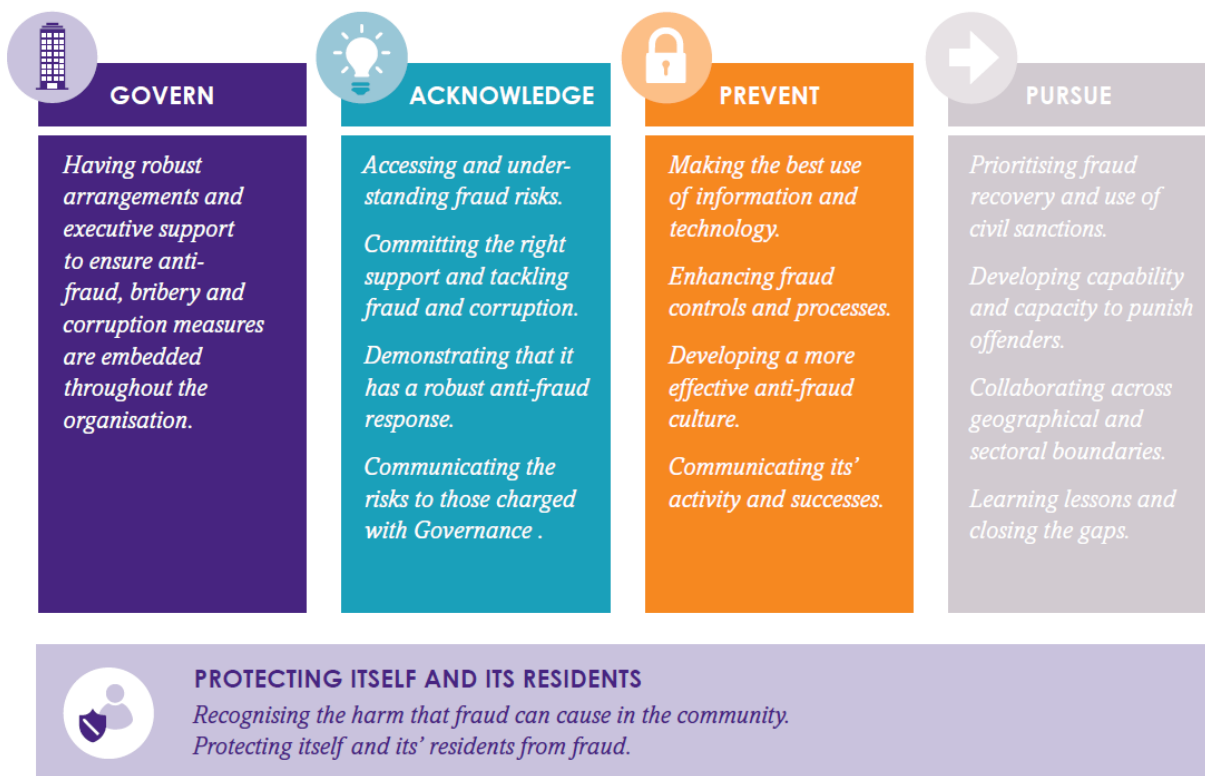 GOVERN
Having robust
arrangements and
executive support
to ensure anti-
fraud, bribery and
corruption measures
are embedded
throughout the
organisation.
ACKNOWLEDGE
Accessing and under-
standing fraud risks.
Committing the right
support and tackling
fraud and corruption.
Demonstrating that it
has a robust anti-fraud
response.
Communicating the
risks to those charged
with Governance .
PREVENT
Making the best use
of information and
technology.
Enhancing fraud
controls and processes.
Developing a more
effective anti-fraud
culture.
Communicating its’
activity and successes.
PURSUE
Prioritising fraud
recovery and use of
civil sanctions.
Developing capability
and capacity to punish
offenders.
Collaborating across
geographical and
sectoral boundaries.
Learning lessons and
closing the gaps.
PROTECTING ITSELF AND ITS RESIDENTS
Recognising the harm that fraud can cause in the community.
Protecting itself and its’ residents from fraud.